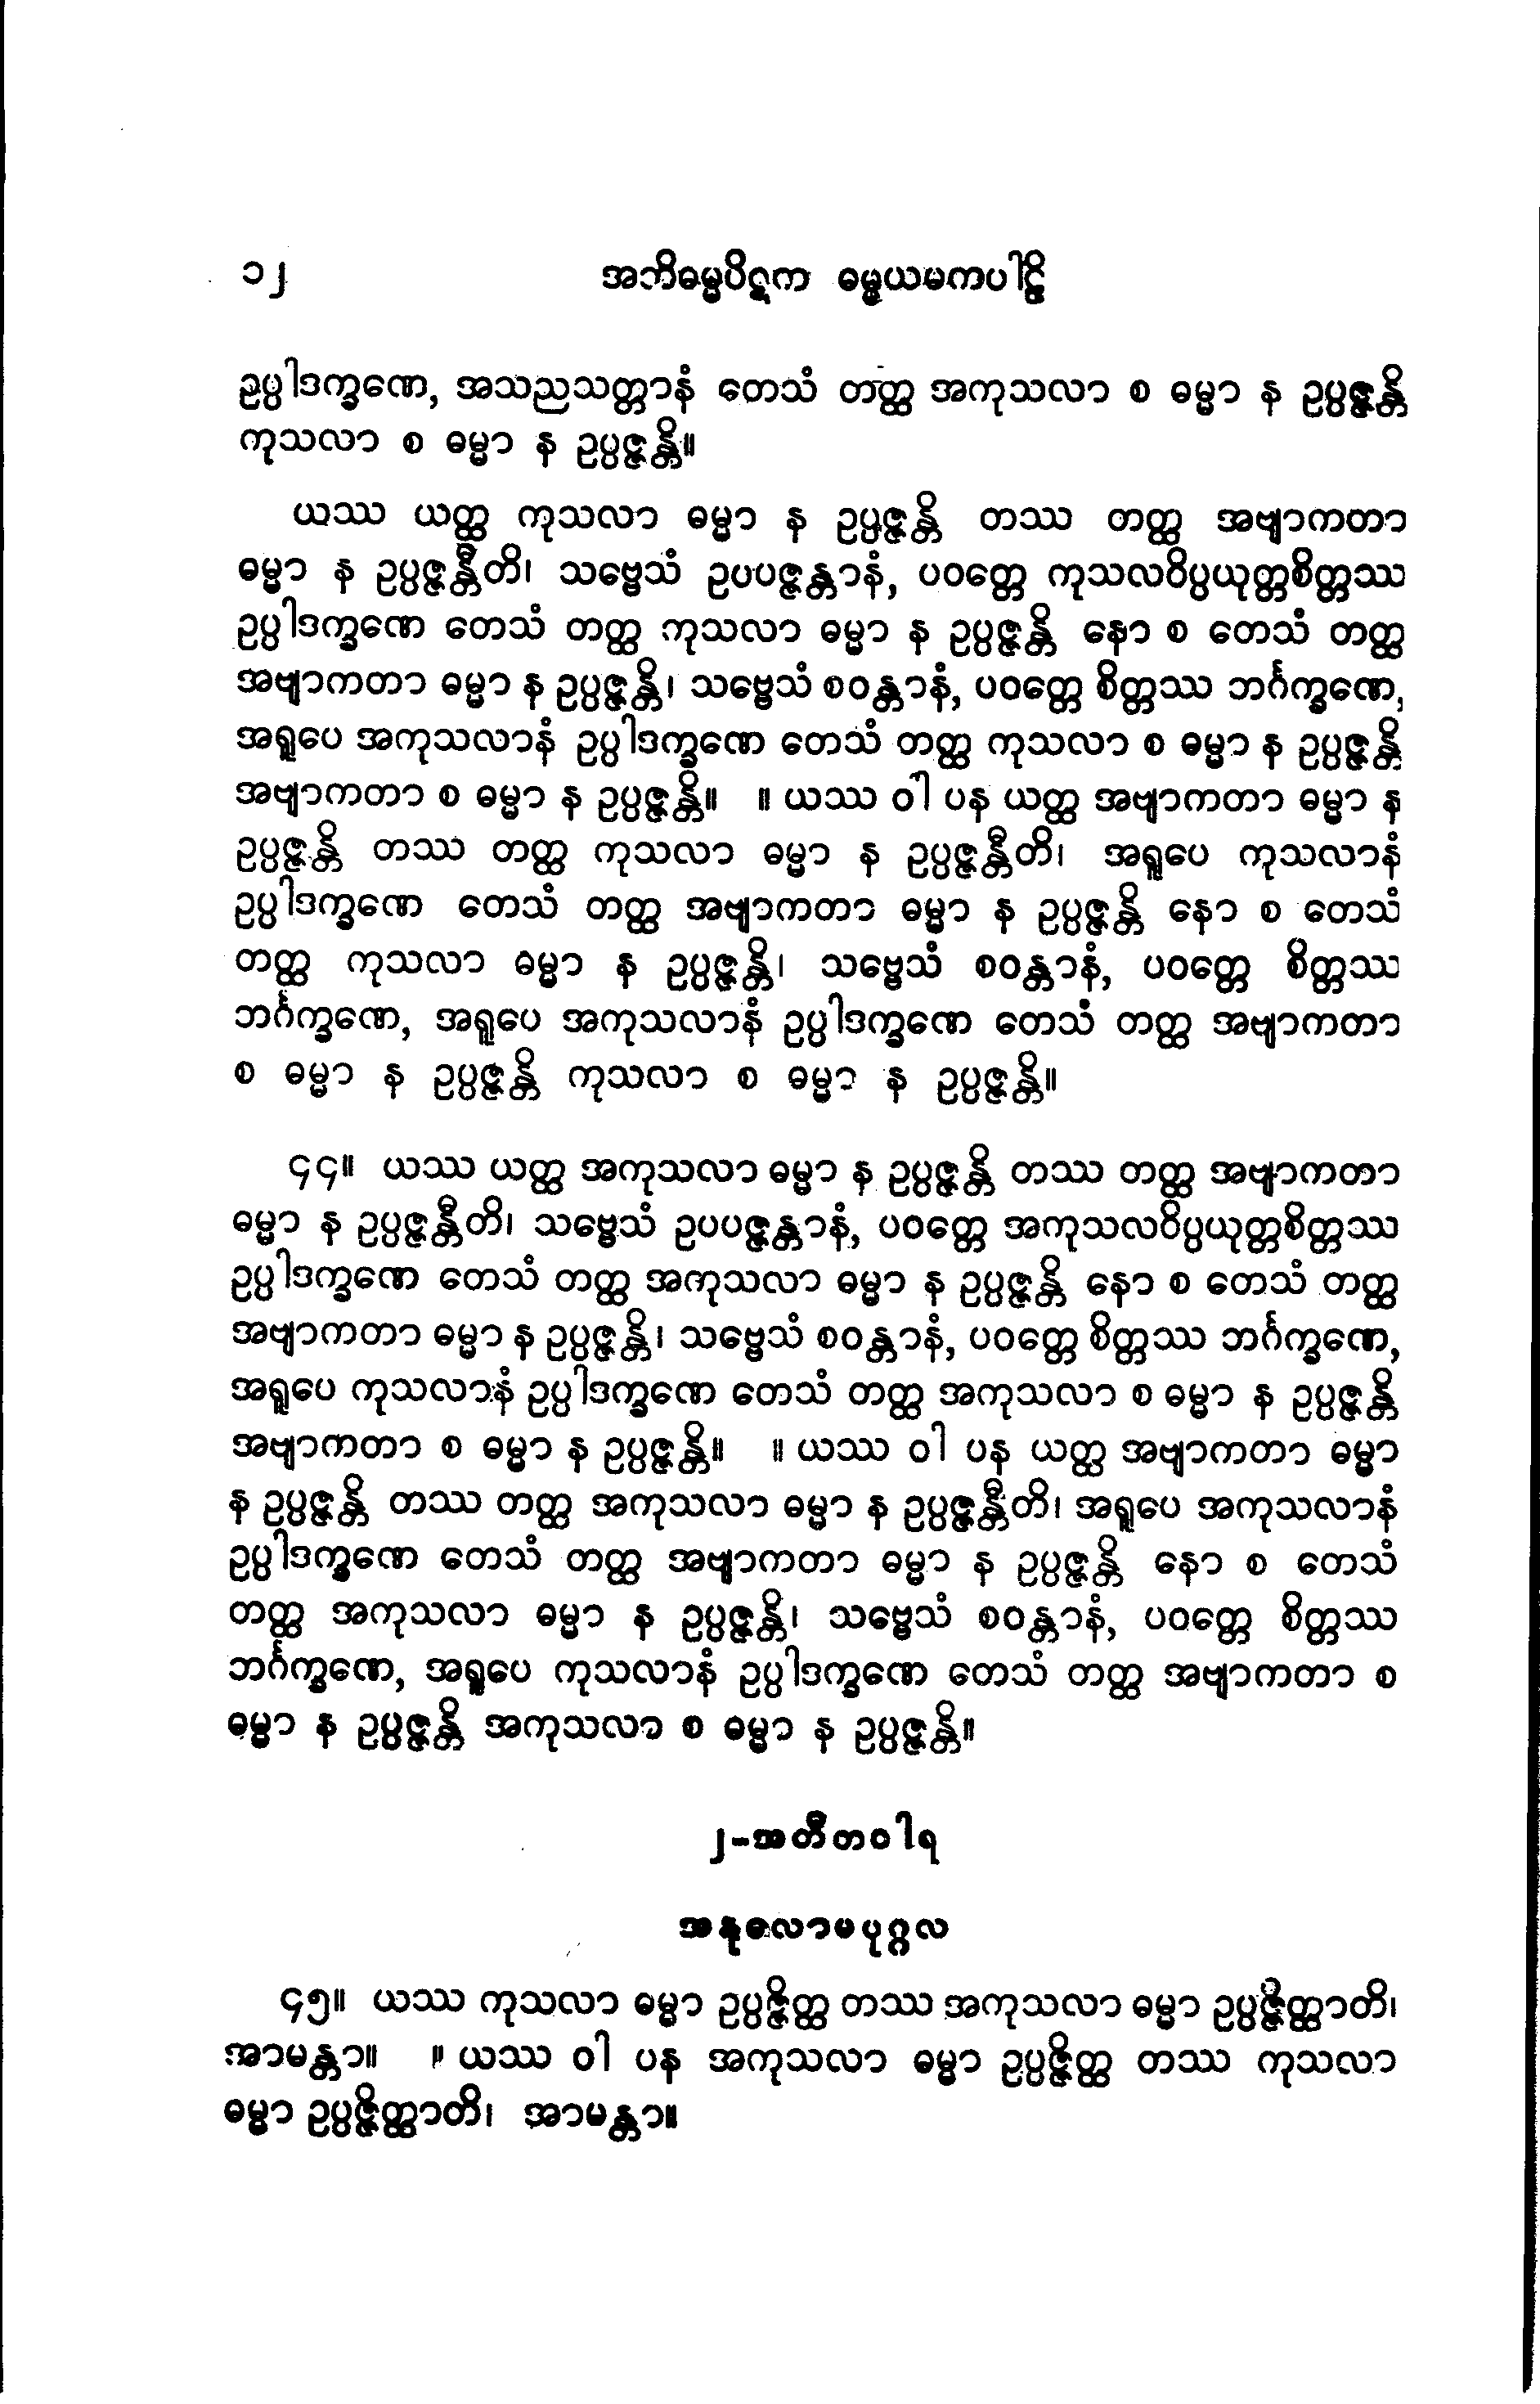 ၁၂ အဘိဓမ္မပိဋက ဓမ္မယမကပါဠိ
ဥပ္ပါဒက္ခဏေ, အသညသတ္တာနံ တေသံ တတ္ထ အကုသလာ စ ဓမ္မာ န ဥပ္ပဇ္ဇန္တိ
ကုသလာ စ ဓမ္မာ န ဥပ္ပဇ္ဇန္တိ။
ယဿ ယတ္ထ ကုသလာ ဓမ္မာ န ဥပ္ပဇ္ဇန္တိ တဿ တတ္ထ အဗျာကတာ
ဓမ္မာ န ဥပ္ပဇ္ဇန္တီတိ၊ သဗ္ဗေသံ ဥပပဇ္ဇန္တာနံ, ပဝတ္တေ ကုသလဝိပ္ပယုတ္တစိတ္တဿ
ဥပ္ပါဒက္ခဏေ တေသံ တတ္ထ ကုသလာ ဓမ္မာ န ဥပ္ပဇ္ဇန္တိ နော စ တေသံ တတ္ထ
အဗျာကတာ ဓမ္မာ န ဥပ္ပဇ္ဇန္တိ၊ သဗ္ဗေသံ စဝန္တာနံ, ပဝတ္တေ စိတ္တဿ ဘင်္ဂက္ခဏေ,
အရူပေ အကုသလာနံ ဥပ္ပါဒက္ခဏေ တေသံ တတ္ထ ကုသလာ စ ဓမ္မာ န ဥပ္ပဇ္ဇန္တိ
အဗျာကတာ စ ဓမ္မာ န ဥပ္ပဇ္ဇန္တိ။ ။ ယဿ ဝါ ပန ယတ္ထ အဗျာကတာ ဓမ္မာ န
ဥပ္ပဇ္ဇန္တိ တဿ တတ္ထ ကုသလာ ဓမ္မာ န ဥပ္ပဇ္ဇန္တီတိ၊ အရူပေ ကုသလာနံ
ဥပ္ပါဒက္ခဏေ တေသံ တတ္ထ အဗျာကတာ ဓမ္မာ န ဥပ္ပဇ္ဇန္တိ နော စ တေသံ
တတ္ထ ကုသလာ ဓမ္မာ န ဥပ္ပဇ္ဇန္တိ၊ သဗ္ဗေသံ စဝန္တာနံ, ပဝတ္တေ စိတ္တဿ
ဘင်္ဂက္ခဏေ, အရူပေ အကုသလာနံ ဥပ္ပါဒက္ခဏေ တေသံ တတ္ထ အဗျာကတာ
စ ဓမ္မာ န ဥပ္ပဇ္ဇန္တိ ကုသလာ စ ဓမ္မာ န ဥပ္ပဇ္ဇန္တိ။
၄၄။ ယဿ ယတ္ထ အကုသလာ ဓမ္မာ န ဥပ္ပဇ္ဇန္တိ တဿ တတ္ထ အဗျာကတာ
ဓမ္မာ န ဥပ္ပဇ္ဇန္တီတိ၊ သဗ္ဗေသံ ဥပပဇ္ဇန္တာနံ, ပဝတ္တေ အကုသလဝိပ္ပယုတ္တစိတ္တဿ
ဥပ္ပါဒက္ခဏေ တေသံ တတ္ထ အကုသလာ ဓမ္မာ န ဥပ္ပဇ္ဇန္တိ နော စ တေသံ တတ္ထ
အဗျာကတာ ဓမ္မာ န ဥပ္ပဇ္ဇန္တိ၊ သဗ္ဗေသံ စဝန္တာနံ, ပဝတ္တေ စိတ္တဿ ဘင်္ဂက္ခဏေ,
အရူပေ ကုသလာနံ ဥပ္ပါဒက္ခဏေ တေသံ တတ္ထ အကုသလာ စ ဓမ္မာ န ဥပ္ပဇ္ဇန္တိ
အဗျာကတာ စ ဓမ္မာ န ဥပ္ပဇ္ဇန္တိ။ ။ ယဿ ဝါ ပန ယတ္ထ အဗျာကတာ ဓမ္မာ
န ဥပ္ပဇ္ဇန္တိ တဿ တတ္ထ အကုသလာ ဓမ္မာ န ဥပ္ပဇ္ဇန္တီတိ၊ အရူပေ အကုသလာနံ
ဥပ္ပါဒက္ခဏေ တေသံ တတ္ထ အဗျာကတာ ဓမ္မာ န ဥပ္ပဇ္ဇန္တိ နော စ တေသံ
တတ္ထ အကုသလာ ဓမ္မာ န ဥပ္ပဇ္ဇန္တိ၊ သဗ္ဗေသံ စဝန္တာနံ, ပဝတ္တေ စိတ္တဿ
ဘင်္ဂက္ခဏေ, အရူပေ ကုသလာနံ ဥပ္ပါဒက္ခဏေ တေသံ တတ္ထ အဗျာကတာ စ
ဓမ္မာ န ဥပ္ပဇ္ဇန္တိ အကုသလာ စ ဓမ္မာ န ဥပ္ပဇ္ဇန္တိ။
၂-အတီတဝါရ
အနုလောမပုဂ္ဂလ
၄၅။ ယဿ ကုသလာ ဓမ္မာ ဥပ္ပဇ္ဇိတ္ထ တဿ အကုသလာ ဓမ္မာ ဥပ္ပဇ္ဇိတ္ထာတိ၊
အာမန္တာ။ ။ ယဿ ဝါ ပန အကုသလာ ဓမ္မာ ဥပ္ပဇ္ဇိတ္ထ တဿ ကုသလာ
ဓမ္မာ ဥပ္ပဇ္ဇိတ္ထာတိ၊ အာမန္တာ။